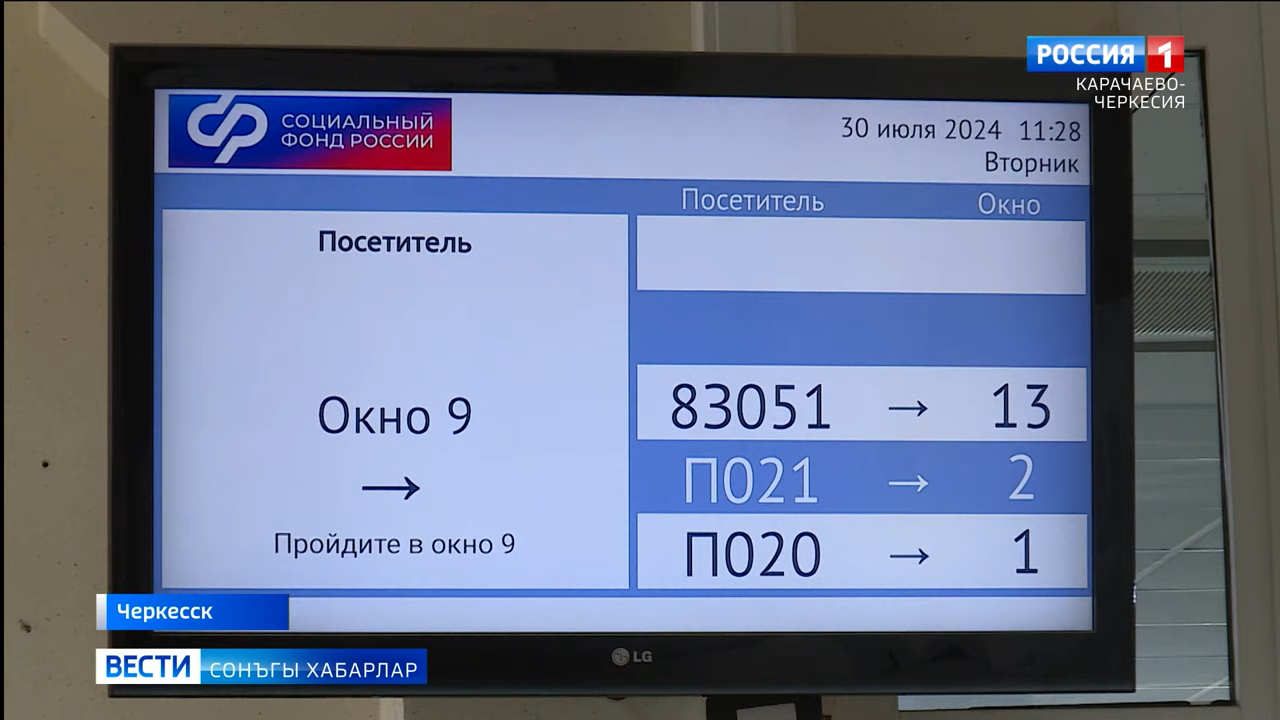 РОССИЯ 1
КАРАЧАЕВО-
ЧЕРКЕСИЯ
СОЦИАЛЬНЫЙ
ФОНД РОССИИ
30 июля 2024 11:28
Вторник
Посетитель Окно
Посетитель
Окно 9
→
Пройдите в окно 9
83051 → 13
П021 → 2
П020 → 1
Черкесск
ВЕСТИ СОНЪГЫ ХАБАРЛАР
LG